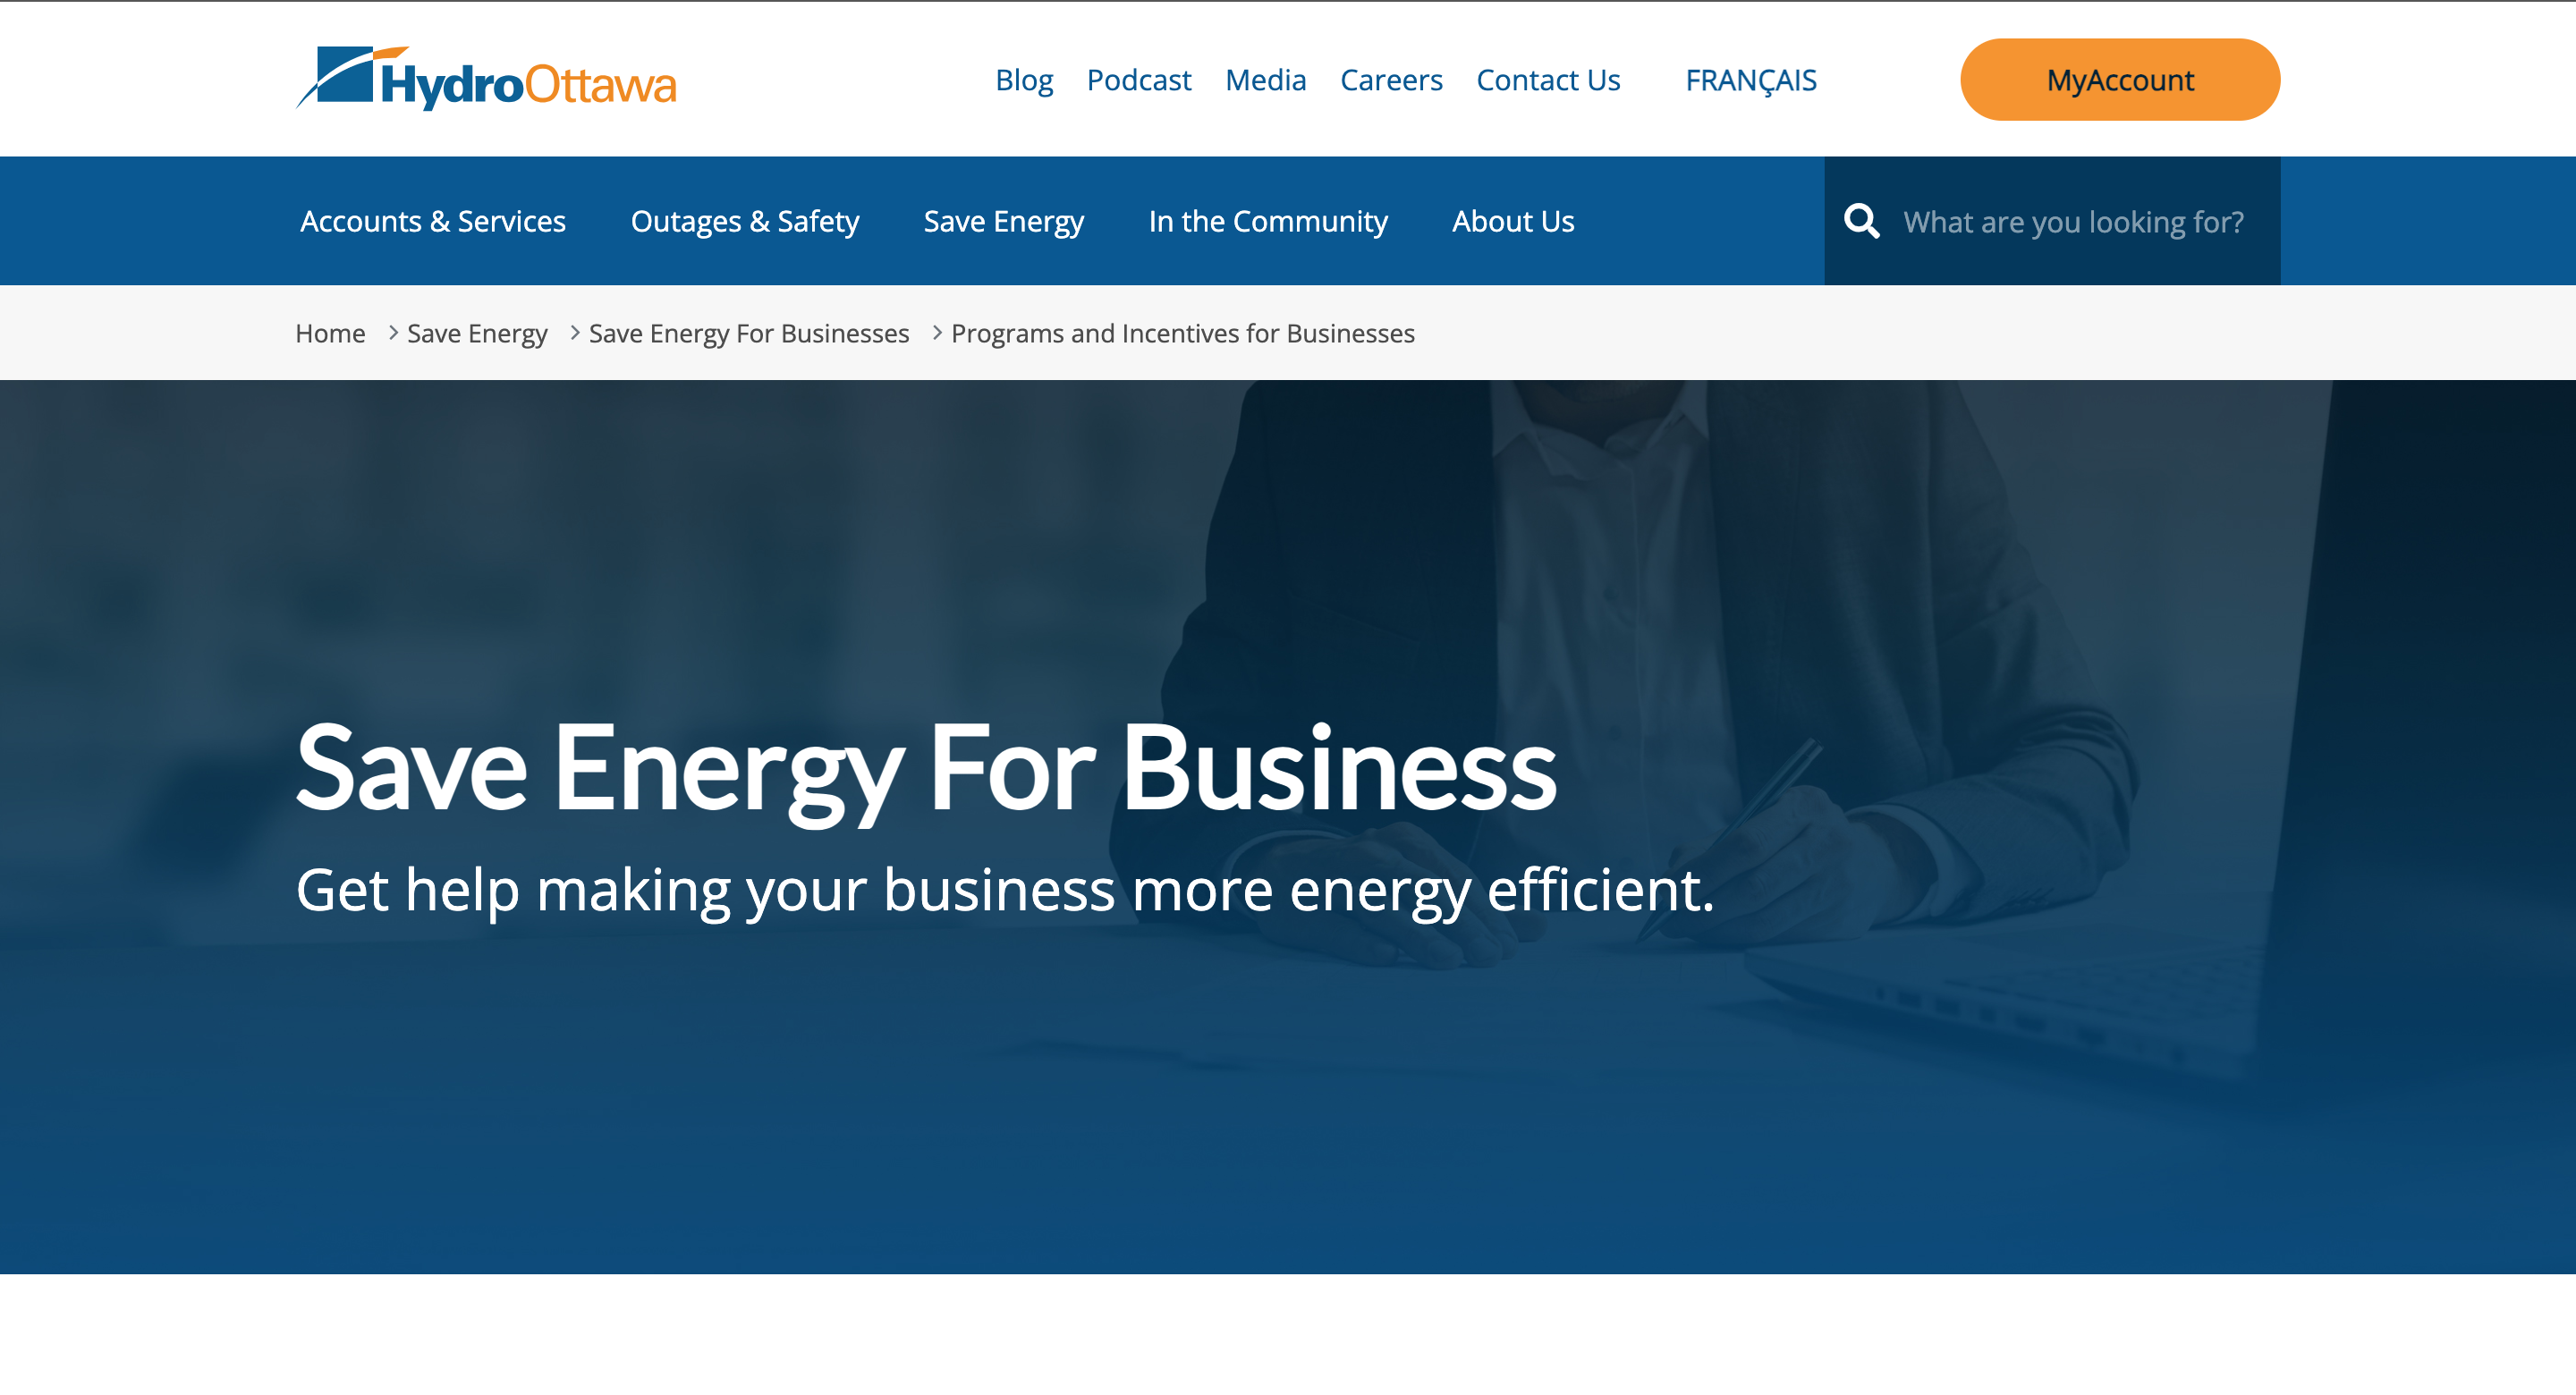 HydroOttawa
Blog Podcast Media Careers Contact Us FRANÇAIS MyAccount
Accounts & Services Outages & Safety Save Energy In the Community About Us What are you looking for?
Home > Save Energy > Save Energy For Businesses > Programs and Incentives for Businesses
Save Energy For Business
Get help making your business more energy efficient.